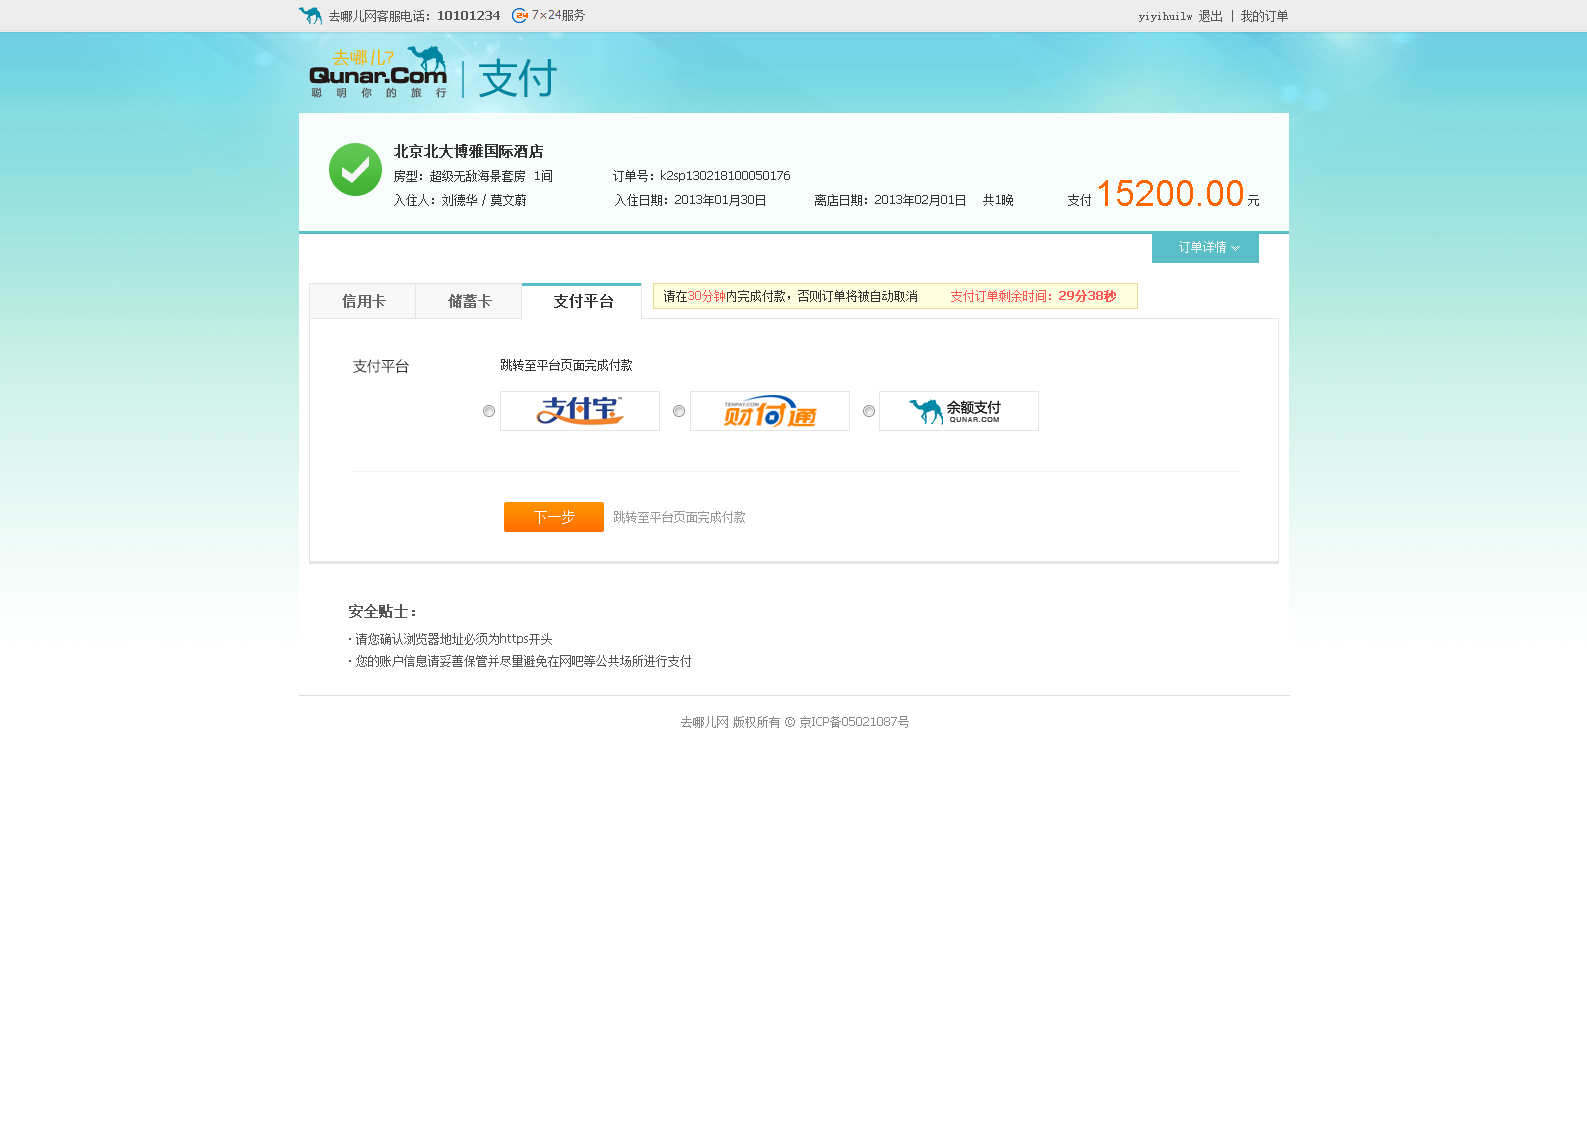 去哪儿网客服电话：10101234 24 7×24服务
yiyihuilw 退出 | 我的订单
去哪儿?
Qunar.Com
聪明你的旅行
支付
北京北大博雅国际酒店
房型：超级无敌海景套房 1间 订单号：k2sp130218100050176
入住人：刘德华 / 莫文蔚 入住日期：2013年01月30日 离店日期：2013年02月01日 共1晚 支付 15200.00 元
订单详情
信用卡 储蓄卡 支付平台 请在30分钟内完成付款，否则订单将被自动取消 支付订单剩余时间：29分38秒
支付平台 跳转至平台页面完成付款
支付宝™
TENPAY.COM
财付通
余额支付
QUNAR.COM
下一步 跳转至平台页面完成付款
安全贴士：
· 请您确认浏览器地址必须为https开头
· 您的账户信息请妥善保管并尽量避免在网吧等公共场所进行支付
去哪儿网 版权所有 © 京ICP备05021087号